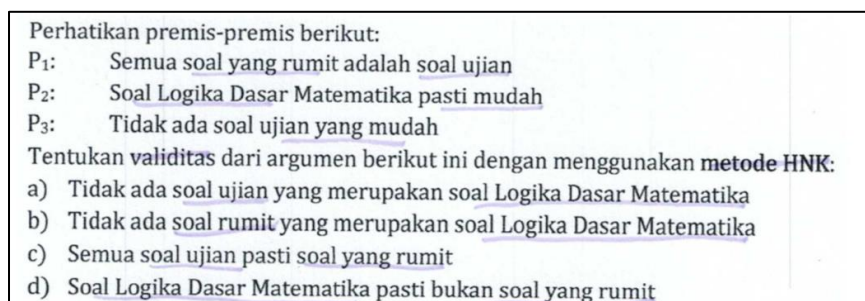 Perhatikan premis-premis berikut:
P₁: Semua soal yang rumit adalah soal ujian
P₂: Soal Logika Dasar Matematika pasti mudah
P₃: Tidak ada soal ujian yang mudah
Tentukan validitas dari argumen berikut ini dengan menggunakan metode HNK:
a) Tidak ada soal ujian yang merupakan soal Logika Dasar Matematika
b) Tidak ada soal rumit yang merupakan soal Logika Dasar Matematika
c) Semua soal ujian pasti soal yang rumit
d) Soal Logika Dasar Matematika pasti bukan soal yang rumit